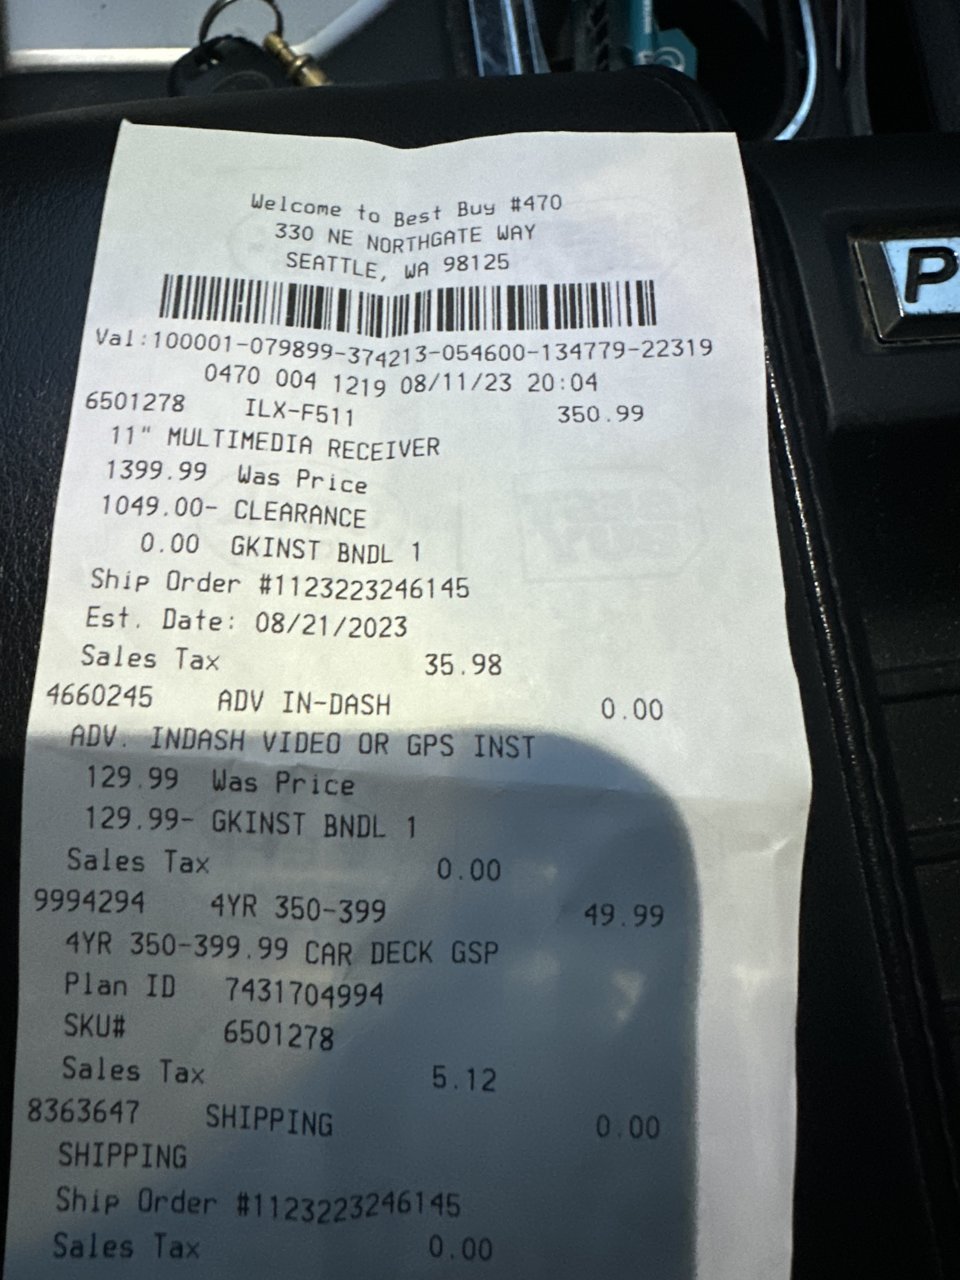 Welcome to Best Buy #470
330 NE NORTHGATE WAY
SEATTLE, WA 98125
Val:100001-079899-374213-054600-134779-22319
0470 004 1219 08/11/23 20:04
6501278 ILX-F511 350.99
11" MULTIMEDIA RECEIVER
1399.99 Was Price
1049.00- CLEARANCE
0.00 GKINST BNDL 1
Ship Order #1123223246145
Est. Date: 08/21/2023
Sales Tax 35.98
4660245 ADV IN-DASH 0.00
ADV. INDASH VIDEO OR GPS INST
129.99 Was Price
129.99- GKINST BNDL 1
Sales Tax 0.00
9994294 4YR 350-399 49.99
4YR 350-399.99 CAR DECK GSP
Plan ID 7431704994
SKU# 6501278
Sales Tax 5.12
8363647 SHIPPING 0.00
SHIPPING
Ship Order #1123223246145
Sales Tax 0.00
P